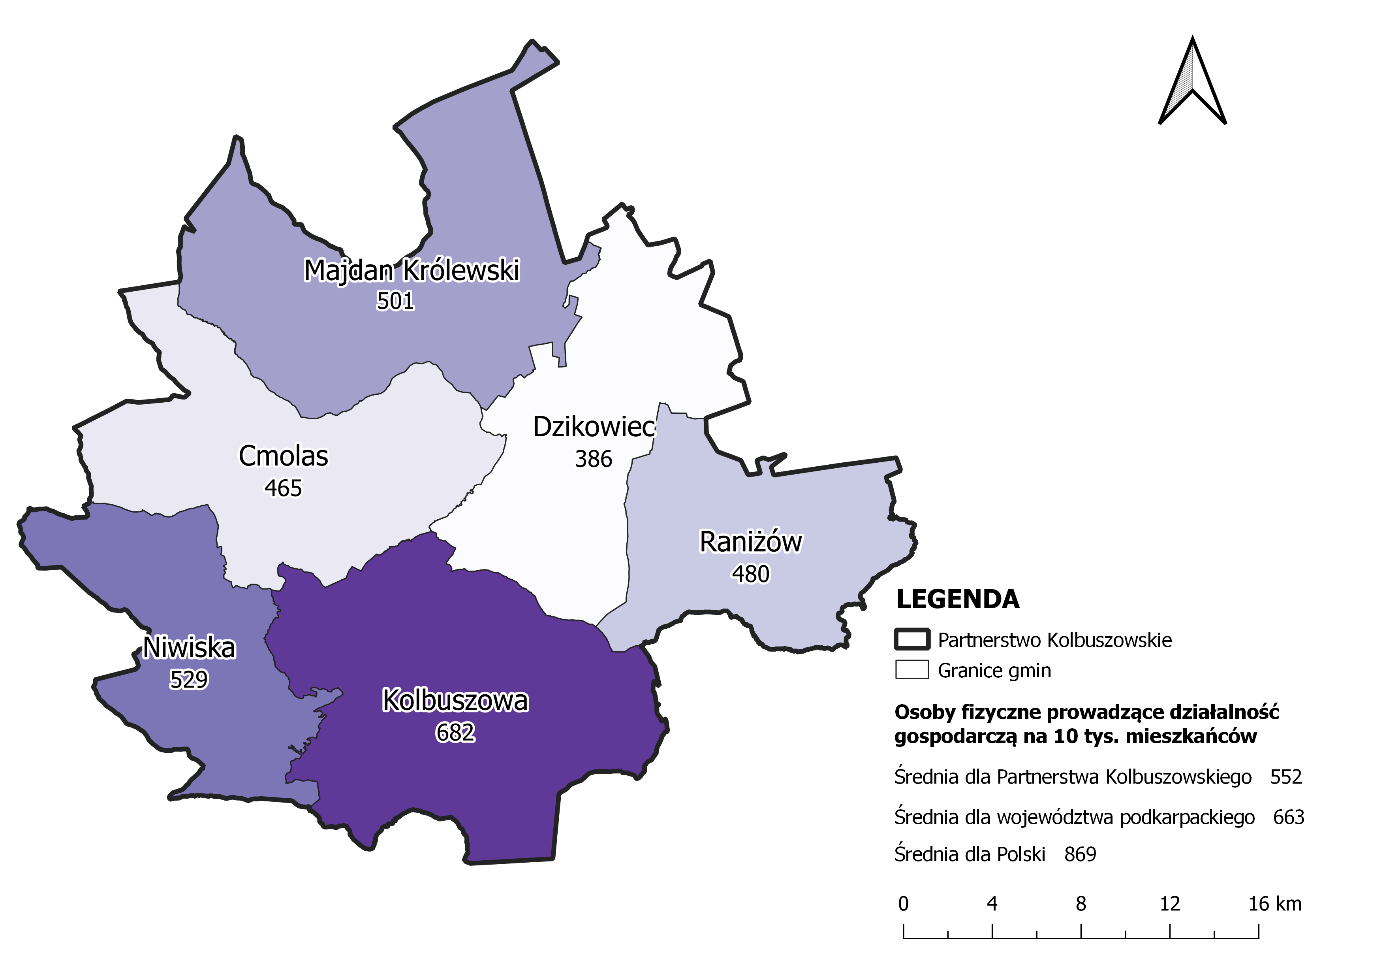 Majdan Królewski
501
Dzikowiec
386
Cmolas
465
Raniżów
480
Niwiska
529
Kolbuszowa
682
LEGENDA
Partnerstwo Kolbuszowskie
Granice gmin
Osoby fizyczne prowadzące działalność
gospodarczą na 10 tys. mieszkańców
Średnia dla Partnerstwa Kolbuszowskiego 552
Średnia dla województwa podkarpackiego 663
Średnia dla Polski 869
0 4 8 12 16 km